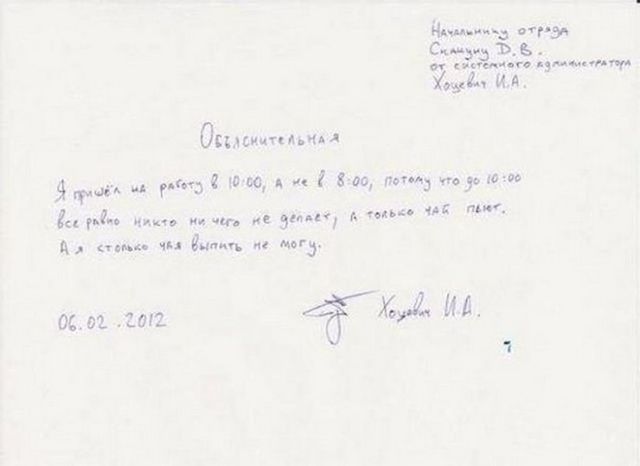 Начальнику отряда
Скакуну D.В.
от системного администратора
Хоцевич И.А.
Объяснительная
Я пришёл на работу в 10:00, а не в 8:00, потому что до 10:00
все равно никто ни чего не делает, а только чай пьют.
А я столько чая выпить не могу.
06.02.2012
Хоцевич И.А.
7